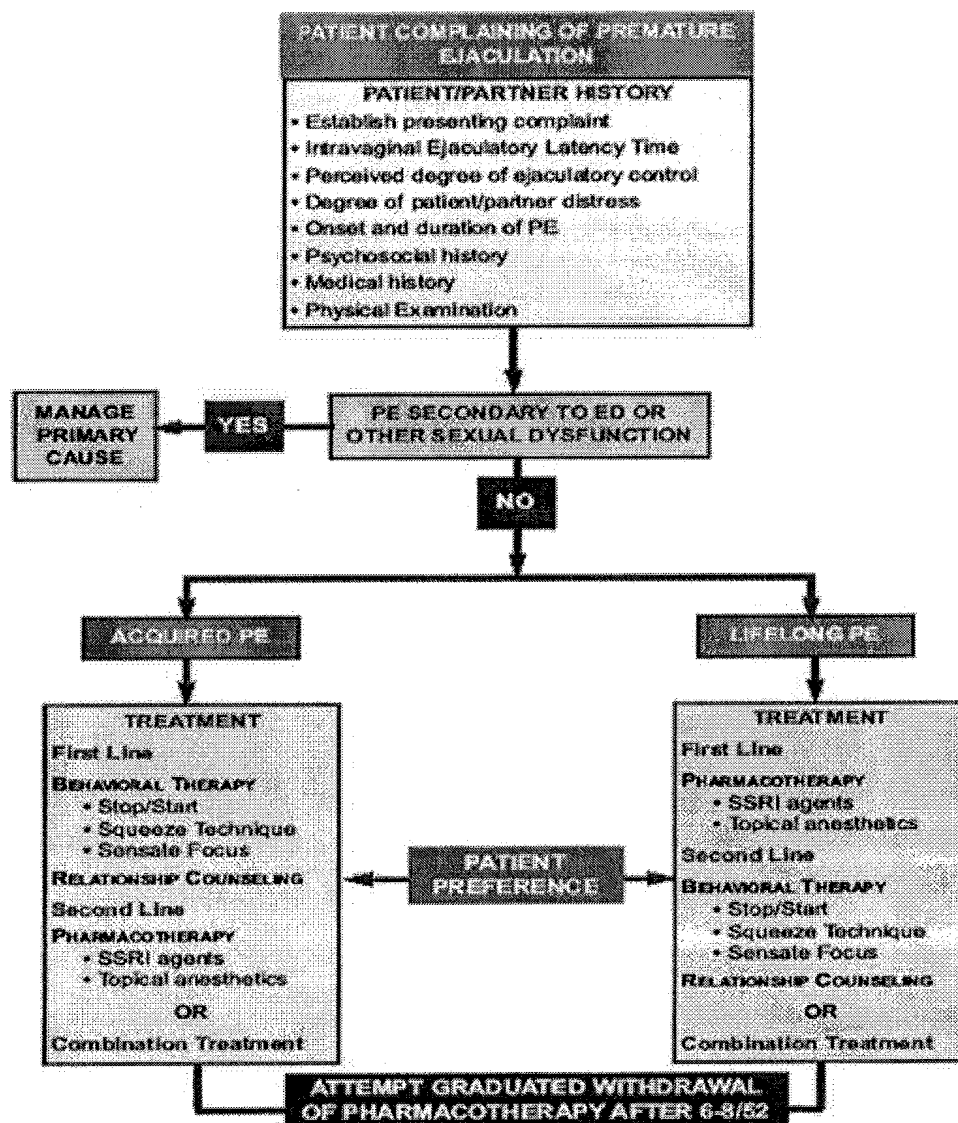 PATIENT COMPLAINING OF PREMATURE
EJACULATION
PATIENT/PARTNER HISTORY
• Establish presenting complaint
• Intravaginal Ejaculatory Latency Time
• Perceived degree of ejaculatory control
• Degree of patient/partner distress
• Onset and duration of PE
• Psychosocial history
• Medical history
• Physical Examination
MANAGE
PRIMARY
CAUSE
YES
PE SECONDARY TO ED OR
OTHER SEXUAL DYSFUNCTION
NO
ACQUIRED PE
LIFELONG PE
TREATMENT
First Line
BEHAVIORAL THERAPY
• Stop/Start
• Squeeze Technique
• Sensate Focus
RELATIONSHIP COUNSELING
Second Line
PHARMACOTHERAPY
• SSRI agents
• Topical anesthetics
OR
Combination Treatment
PATIENT
PREFERENCE
TREATMENT
First Line
PHARMACOTHERAPY
• SSRI agents
• Topical anesthetics
Second Line
BEHAVIORAL THERAPY
• Stop/Start
• Squeeze Technique
• Sensate Focus
RELATIONSHIP COUNSELING
OR
Combination Treatment
ATTEMPT GRADUATED WITHDRAWAL
OF PHARMACOTHERAPY AFTER 6-8/52